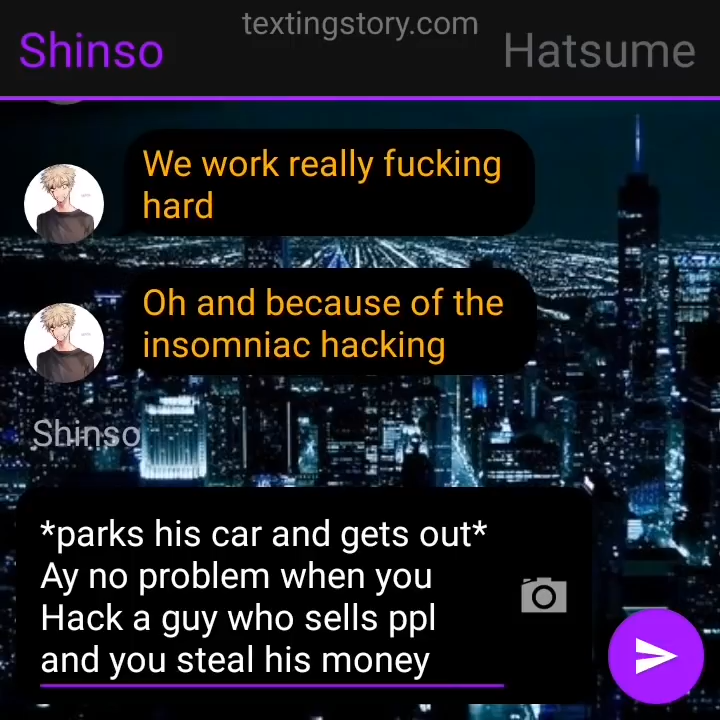 textingstory.com
Shinso Hatsume
We work really fucking
hard
Oh and because of the
insomniac hacking
Shinso
*parks his car and gets out*
Ay no problem when you
Hack a guy who sells ppl
and you steal his money